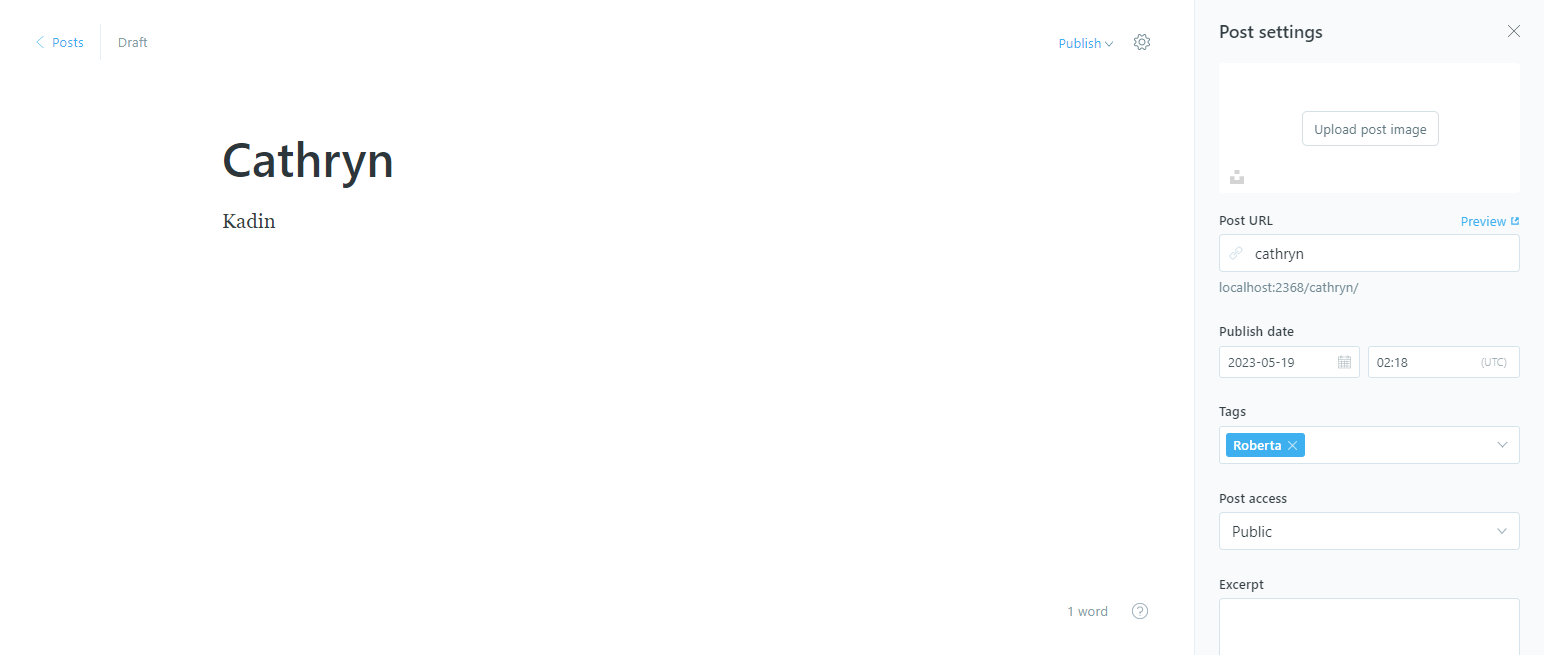 Posts
Draft
Publish
Cathryn
Kadin
1 word
?
Post settings
Upload post image
Post URL
Preview
cathryn
localhost:2368/cathryn/
Publish date
2023-05-19
02:18
(UTC)
Tags
Roberta
Post access
Public
Excerpt